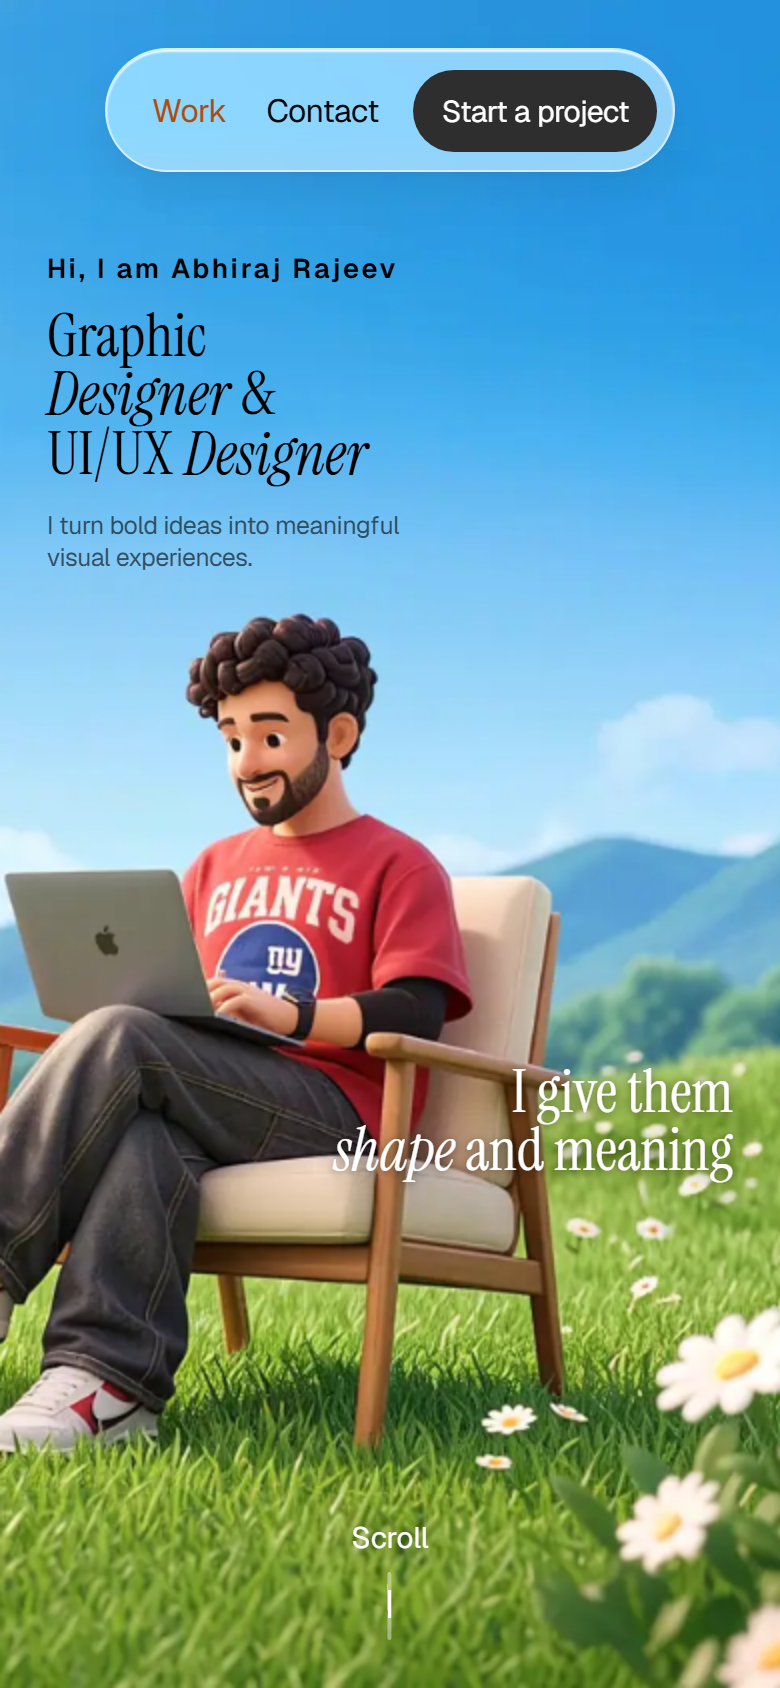 Work Contact Start a project
Hi, I am Abhiraj Rajeev
Graphic
Designer &
UI/UX Designer
I turn bold ideas into meaningful
visual experiences.
GIANTS
ny
I give them
shape and meaning
Scroll